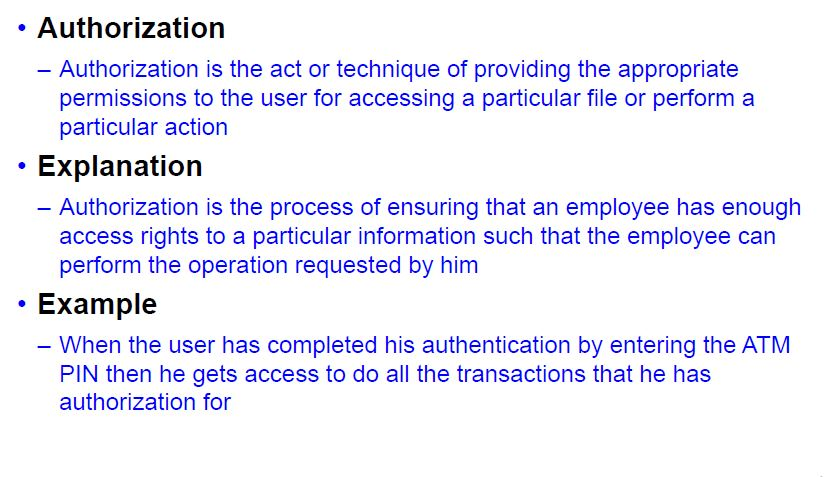 • Authorization
– Authorization is the act or technique of providing the appropriate
permissions to the user for accessing a particular file or perform a
particular action
• Explanation
– Authorization is the process of ensuring that an employee has enough
access rights to a particular information such that the employee can
perform the operation requested by him
• Example
– When the user has completed his authentication by entering the ATM
PIN then he gets access to do all the transactions that he has
authorization for